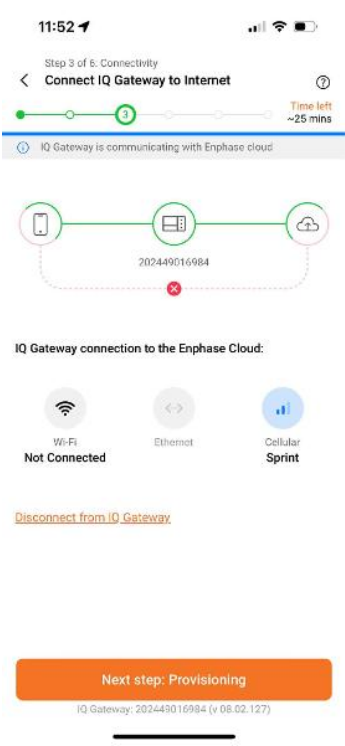 11:52
Step 3 of 6: Connectivity
Connect IQ Gateway to Internet
3
Time left
~25 mins
IQ Gateway is communicating with Enphase cloud
202449016984
IQ Gateway connection to the Enphase Cloud:
Wi-Fi
Not Connected
Ethernet
Cellular
Sprint
Disconnect from IQ Gateway
Next step: Provisioning
IQ Gateway: 202449016984 (v 08.02.127)